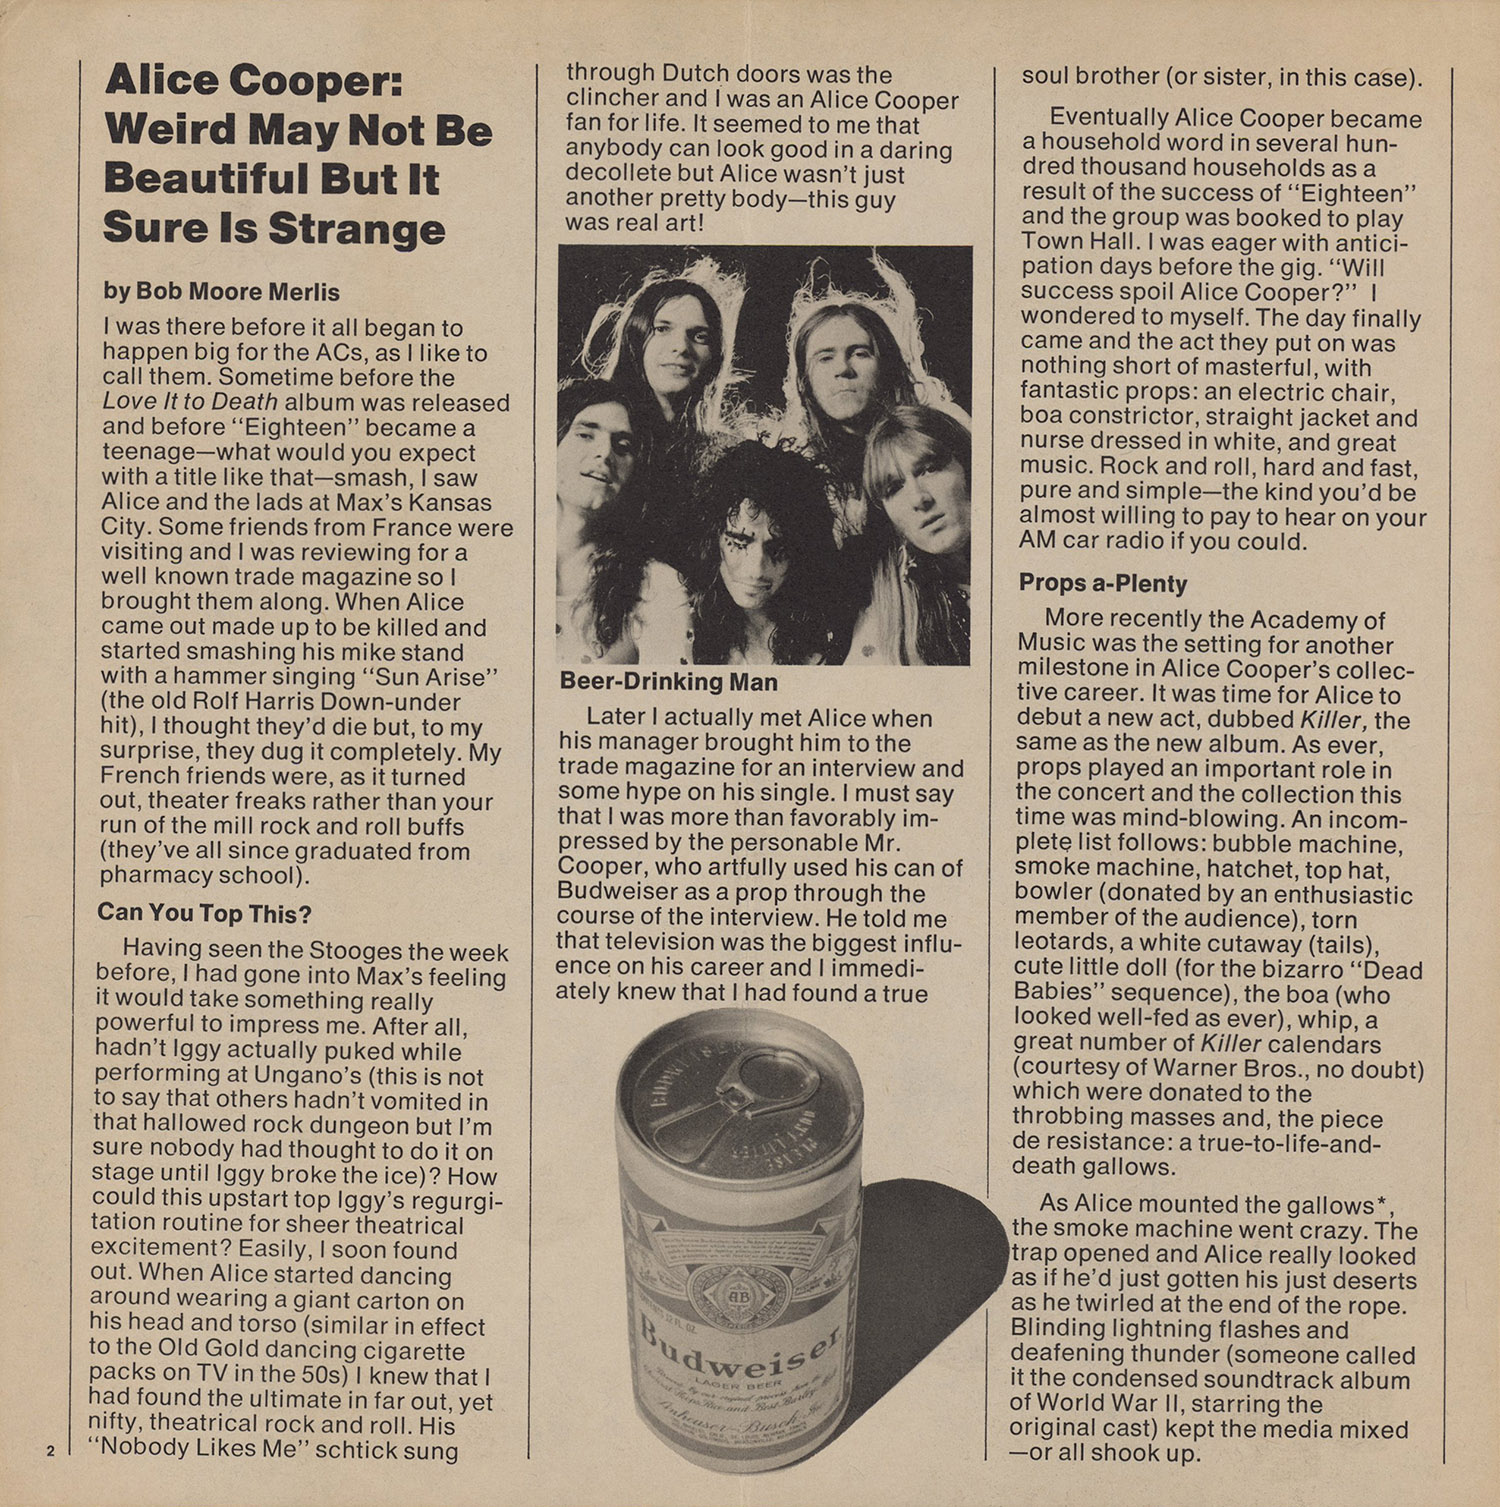 Alice Cooper:
Weird May Not Be
Beautiful But It
Sure Is Strange
by Bob Moore Merlis
I was there before it all began to
happen big for the ACs, as I like to
call them. Sometime before the
Love It to Death album was released
and before "Eighteen" became a
teenage—what would you expect
with a title like that—smash, I saw
Alice and the lads at Max's Kansas
City. Some friends from France were
visiting and I was reviewing for a
well known trade magazine so I
brought them along. When Alice
came out made up to be killed and
started smashing his mike stand
with a hammer singing "Sun Arise"
(the old Rolf Harris Down-under
hit), I thought they'd die but, to my
surprise, they dug it completely. My
French friends were, as it turned
out, theater freaks rather than your
run of the mill rock and roll buffs
(they've all since graduated from
pharmacy school).
Can You Top This?
Having seen the Stooges the week
before, I had gone into Max's feeling
it would take something really
powerful to impress me. After all,
hadn't Iggy actually puked while
performing at Ungano's (this is not
to say that others hadn't vomited in
that hallowed rock dungeon but I'm
sure nobody had thought to do it on
stage until Iggy broke the ice)? How
could this upstart top Iggy's regurgi-
tation routine for sheer theatrical
excitement? Easily, I soon found
out. When Alice started dancing
around wearing a giant carton on
his head and torso (similar in effect
to the Old Gold dancing cigarette
packs on TV in the 50s) I knew that I
had found the ultimate in far out, yet
nifty, theatrical rock and roll. His
"Nobody Likes Me" schtick sung
2
through Dutch doors was the
clincher and I was an Alice Cooper
fan for life. It seemed to me that
anybody can look good in a daring
decollete but Alice wasn't just
another pretty body—this guy
was real art!
Beer-Drinking Man
Later I actually met Alice when
his manager brought him to the
trade magazine for an interview and
some hype on his single. I must say
that I was more than favorably im-
pressed by the personable Mr.
Cooper, who artfully used his can of
Budweiser as a prop through the
course of the interview. He told me
that television was the biggest influ-
ence on his career and I immedi-
ately knew that I had found a true
AB
Budweiser
LAGER BEER
Anheuser-Busch, Inc.
soul brother (or sister, in this case).
Eventually Alice Cooper became
a household word in several hun-
dred thousand households as a
result of the success of "Eighteen"
and the group was booked to play
Town Hall. I was eager with antici-
pation days before the gig. "Will
success spoil Alice Cooper?" I
wondered to myself. The day finally
came and the act they put on was
nothing short of masterful, with
fantastic props: an electric chair,
boa constrictor, straight jacket and
nurse dressed in white, and great
music. Rock and roll, hard and fast,
pure and simple—the kind you'd be
almost willing to pay to hear on your
AM car radio if you could.
Props a-Plenty
More recently the Academy of
Music was the setting for another
milestone in Alice Cooper's collec-
tive career. It was time for Alice to
debut a new act, dubbed Killer, the
same as the new album. As ever,
props played an important role in
the concert and the collection this
time was mind-blowing. An incom-
plete list follows: bubble machine,
smoke machine, hatchet, top hat,
bowler (donated by an enthusiastic
member of the audience), torn
leotards, a white cutaway (tails),
cute little doll (for the bizarro "Dead
Babies" sequence), the boa (who
looked well-fed as ever), whip, a
great number of Killer calendars
(courtesy of Warner Bros., no doubt)
which were donated to the
throbbing masses and, the piece
de resistance: a true-to-life-and-
death gallows.
As Alice mounted the gallows*,
the smoke machine went crazy. The
trap opened and Alice really looked
as if he'd just gotten his just deserts
as he twirled at the end of the rope.
Blinding lightning flashes and
deafening thunder (someone called
it the condensed soundtrack album
of World War II, starring the
original cast) kept the media mixed
—or all shook up.